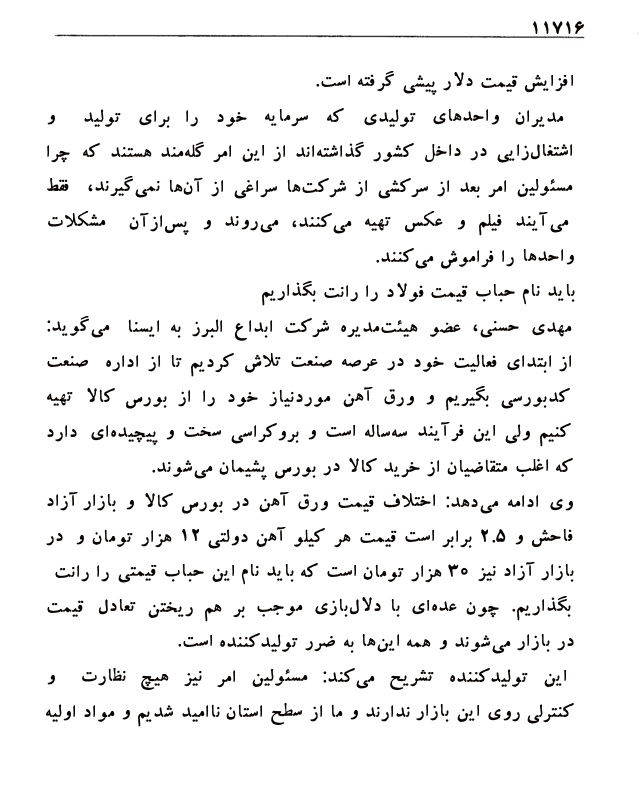 ۱۱۷۱۶
افزایش قیمت دلار پیشی گرفته است.
مدیران واحدهای تولیدی که سرمایه خود را برای تولید و
اشتغال‌زایی در داخل کشور گذاشته‌اند از این امر گله‌مند هستند که چرا
مسئولین امر بعد از سرکشی از شرکت‌ها سراغی از آن‌ها نمی‌گیرند، فقط
می‌آیند فیلم و عکس تهیه می‌کنند، می‌روند و پس‌ازآن مشکلات
واحدها را فراموش می‌کنند.
باید نام حباب قیمت فولاد را رانت بگذاریم
مهدی حسنی، عضو هیئت‌مدیره شرکت ابداع البرز به ایسنا می‌گوید:
از ابتدای فعالیت خود در عرصه صنعت تلاش کردیم تا از اداره صنعت
کدبورسی بگیریم و ورق آهن موردنیاز خود را از بورس کالا تهیه
کنیم ولی این فرآیند سه‌ساله است و بروکراسی سخت و پیچیده‌ای دارد
که اغلب متقاضیان از خرید کالا در بورس پشیمان می‌شوند.
وی ادامه می‌دهد: اختلاف قیمت ورق آهن در بورس کالا و بازار آزاد
فاحش و ۲.۵ برابر است قیمت هر کیلو آهن دولتی ۱۲ هزار تومان و در
بازار آزاد نیز ۳۰ هزار تومان است که باید نام این حباب قیمتی را رانت
بگذاریم. چون عده‌ای با دلال‌بازی موجب بر هم ریختن تعادل قیمت
در بازار می‌شوند و همه این‌ها به ضرر تولیدکننده است.
این تولیدکننده تشریح می‌کند: مسئولین امر نیز هیچ نظارت و
کنترلی روی این بازار ندارند و ما از سطح استان ناامید شدیم و مواد اولیه